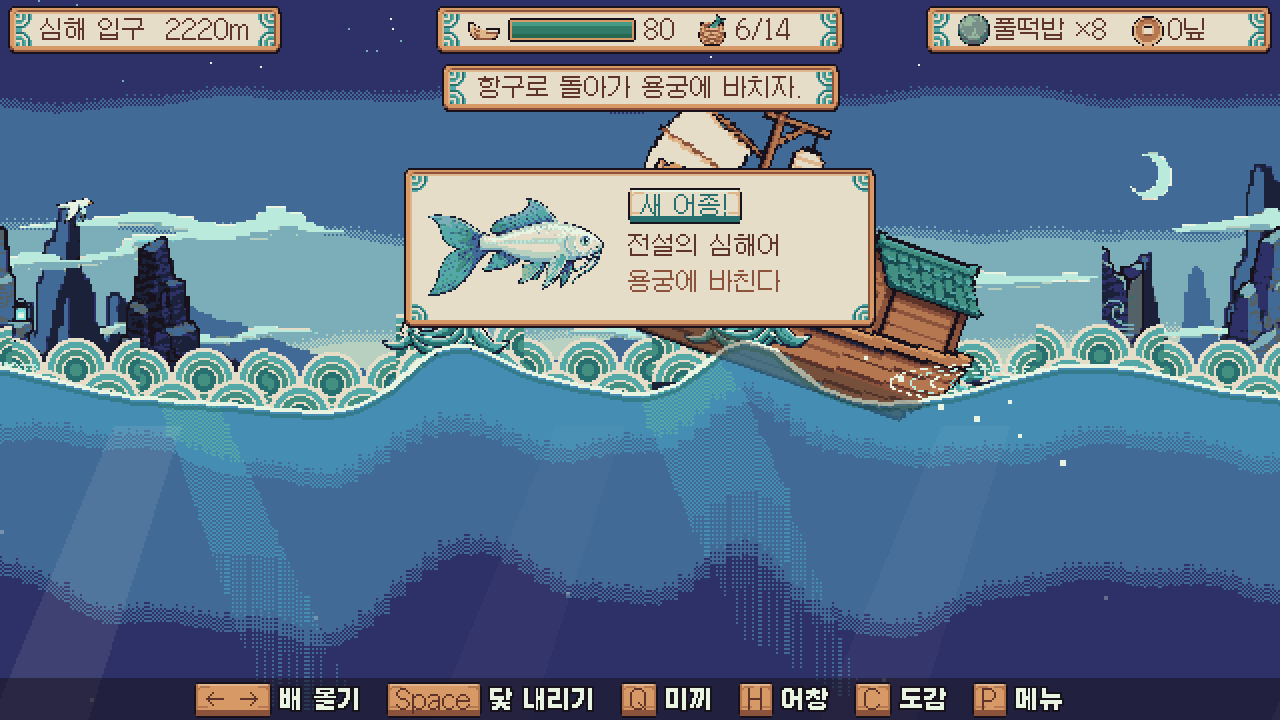 심해 입구 2220m
80 6/14
풀떡밥 ×8 0닢
항구로 돌아가 용궁에 바치자.
새 어종!
전설의 심해어
용궁에 바친다
← → 배 몰기 Space 닻 내리기 Q 미끼 H 어창 C 도감 P 메뉴